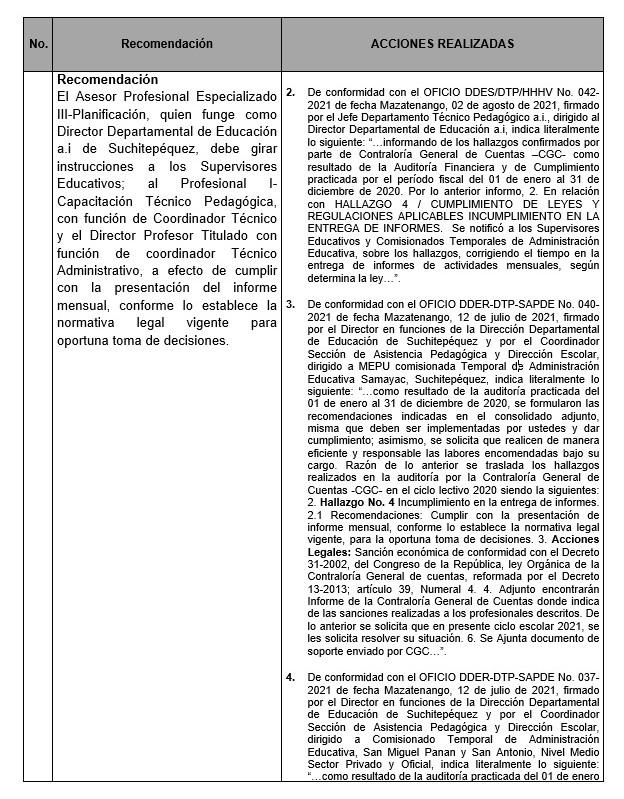 No.
Recomendación
ACCIONES REALIZADAS
Recomendación
El Asesor Profesional Especializado
III-Planificación, quien funge como
Director Departamental de Educación
a.i de Suchitepéquez, debe girar
instrucciones a los Supervisores
Educativos; al Profesional I-
Capacitación Técnico Pedagógica,
con función de Coordinador Técnico
y el Director Profesor Titulado con
función de coordinador Técnico
Administrativo, a efecto de cumplir
con la presentación del informe
mensual, conforme lo establece la
normativa legal vigente para
oportuna toma de decisiones.
2. De conformidad con el OFICIO DDES/DTP/HHHV No. 042-
2021 de fecha Mazatenango, 02 de agosto de 2021, firmado
por el Jefe Departamento Técnico Pedagógico a.i., dirigido al
Director Departamental de Educación a.i, indica literalmente
lo siguiente: “…informando de los hallazgos confirmados por
parte de Contraloría General de Cuentas –CGC- como
resultado de la Auditoría Financiera y de Cumplimiento
practicada por el período fiscal del 01 de enero al 31 de
diciembre de 2020. Por lo anterior informo, 2. En relación
con HALLAZGO 4 / CUMPLIMIENTO DE LEYES Y
REGULACIONES APLICABLES INCUMPLIMIENTO EN LA
ENTREGA DE INFORMES. Se notificó a los Supervisores
Educativos y Comisionados Temporales de Administración
Educativa, sobre los hallazgos, corrigiendo el tiempo en la
entrega de informes de actividades mensuales, según
determina la ley…”.
3. De conformidad con el OFICIO DDER-DTP-SAPDE No. 040-
2021 de fecha Mazatenango, 12 de julio de 2021, firmado
por el Director en funciones de la Dirección Departamental
de Educación de Suchitepéquez y por el Coordinador
Sección de Asistencia Pedagógica y Dirección Escolar,
dirigido a MEPU comisionada Temporal de Administración
Educativa Samayac, Suchitepéquez, indica literalmente lo
siguiente: “…como resultado de la auditoría practicada del
01 de enero al 31 de diciembre de 2020, se formularon las
recomendaciones indicadas en el consolidado adjunto,
misma que deben ser implementadas por ustedes y dar
cumplimiento; asimismo, se solicita que realicen de manera
eficiente y responsable las labores encomendadas bajo su
cargo. Razón de lo anterior se traslada los hallazgos
realizados en la auditoría por la Contraloría General de
Cuentas -CGC- en el ciclo lectivo 2020 siendo la siguientes:
2. Hallazgo No. 4 Incumplimiento en la entrega de informes.
2.1 Recomendaciones: Cumplir con la presentación de
informe mensual, conforme lo establece la normativa legal
vigente, para la oportuna toma de decisiones. 3. Acciones
Legales: Sanción económica de conformidad con el Decreto
31-2002, del Congreso de la República, ley Orgánica de la
Contraloría General de cuentas, reformada por el Decreto
13-2013; artículo 39, Numeral 4. 4. Adjunto encontrarán
Informe de la Contraloría General de Cuentas donde indica
de las sanciones realizadas a los profesionales descritos. De
lo anterior se solicita que en presente ciclo escolar 2021, se
les solicita resolver su situación. 6. Se Ajunta documento de
soporte enviado por CGC…”.
4. De conformidad con el OFICIO DDER-DTP-SAPDE No. 037-
2021 de fecha Mazatenango, 12 de julio de 2021, firmado
por el Director en funciones de la Dirección Departamental
de Educación de Suchitepéquez y por el Coordinador
Sección de Asistencia Pedagógica y Dirección Escolar,
dirigido a Comisionado Temporal de Administración
Educativa, San Miguel Panan y San Antonio, Nivel Medio
Sector Privado y Oficial, indica literalmente lo siguiente:
“…como resultado de la auditoría practicada del 01 de enero